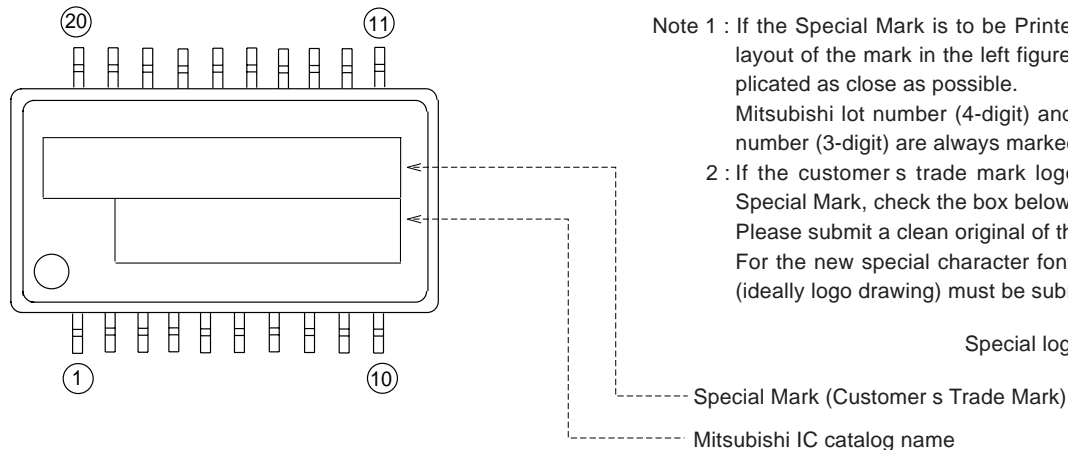 20 11
Note 1 : If the Special Mark is to be Printe
layout of the mark in the left figure
plicated as close as possible.
Mitsubishi lot number (4-digit) and
number (3-digit) are always marke
2 : If the customer s trade mark log
Special Mark, check the box below
Please submit a clean original of th
For the new special character fon
(ideally logo drawing) must be sub
Special log
1 10
Special Mark (Customer s Trade Mark)
Mitsubishi IC catalog name